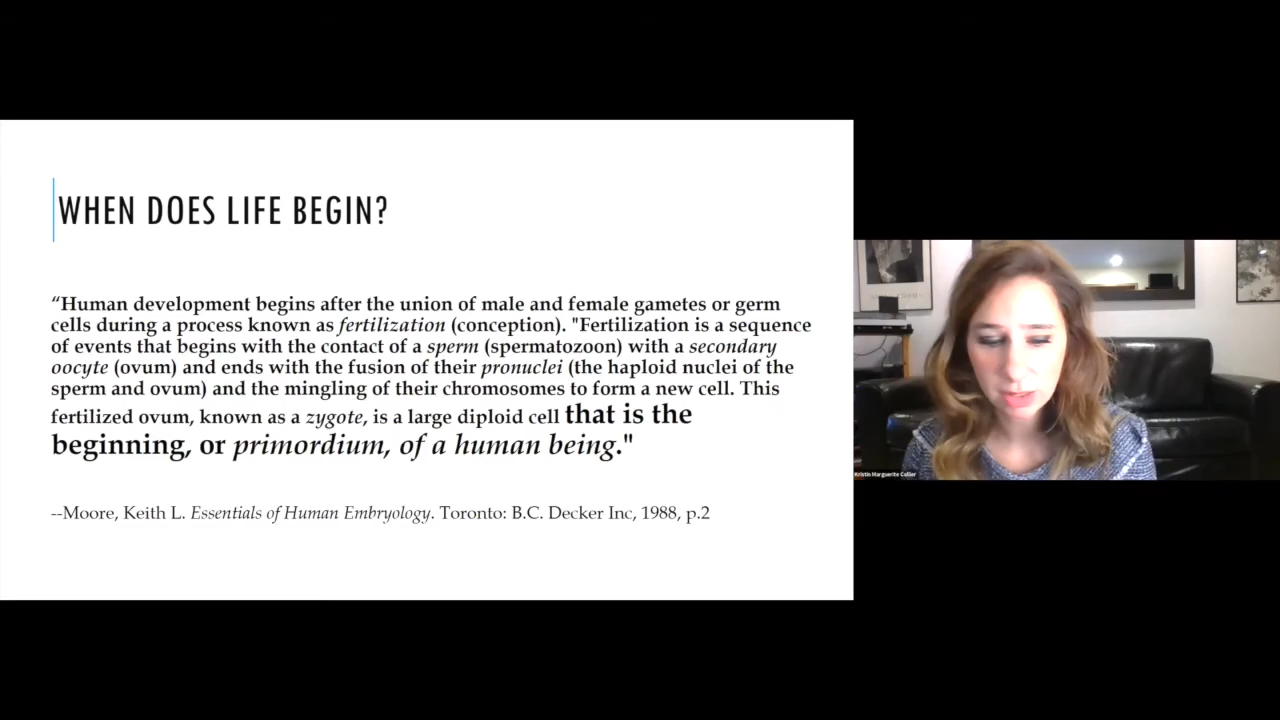 WHEN DOES LIFE BEGIN?
“Human development begins after the union of male and female gametes or germ
cells during a process known as fertilization (conception). "Fertilization is a sequence
of events that begins with the contact of a sperm (spermatozoon) with a secondary
oocyte (ovum) and ends with the fusion of their pronuclei (the haploid nuclei of the
sperm and ovum) and the mingling of their chromosomes to form a new cell. This
fertilized ovum, known as a zygote, is a large diploid cell that is the
beginning, or primordium, of a human being."
--Moore, Keith L. Essentials of Human Embryology. Toronto: B.C. Decker Inc, 1988, p.2
Kristin Marguerite Collier